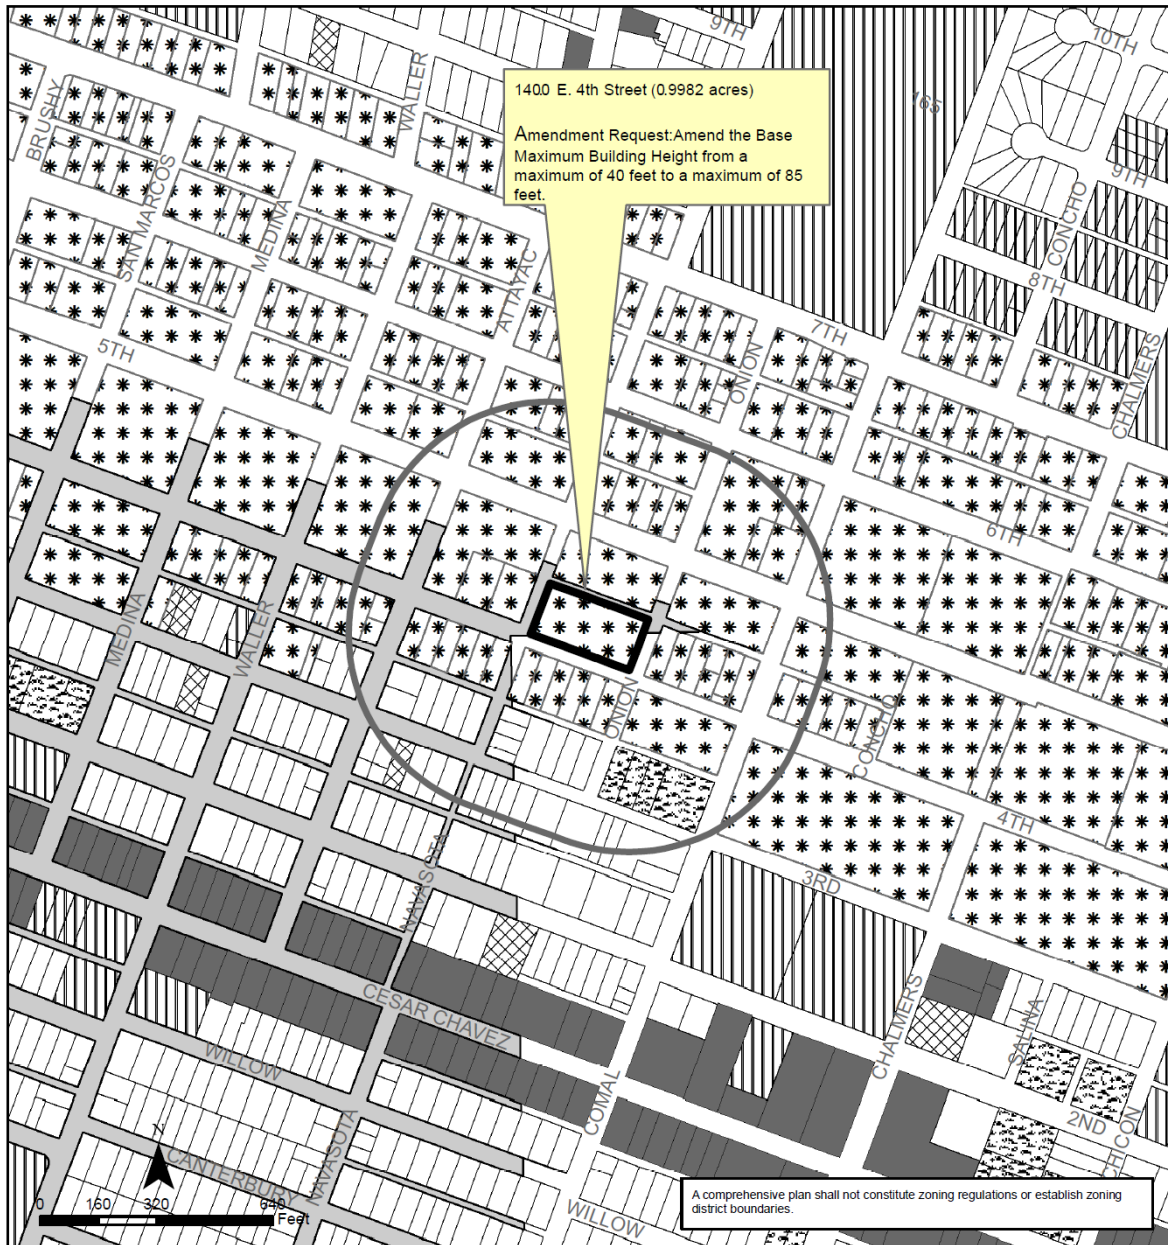 9TH
10TH
WALLER
1400 E. 4th Street (0.9982 acres)
Amendment Request:Amend the Base
Maximum Building Height from a
maximum of 40 feet to a maximum of 85
feet.
165
BRUSHY
SAN MARCOS
MEDINA
ATTAYAC
9TH
CONCHO
8TH
7TH
CHALMERS
5TH
ONION
6TH
MEDINA
WALLER
ONION
CONCHO
4TH
3RD
NAVASOTA
CESAR CHAVEZ
WILLOW
CHALMERS
SALINA
COMAL
2ND
CHICON
N
CANTERBURY
NAVASOTA
WILLOW
0 160 320 640
Feet
A comprehensive plan shall not constitute zoning regulations or establish zoning
district boundaries.